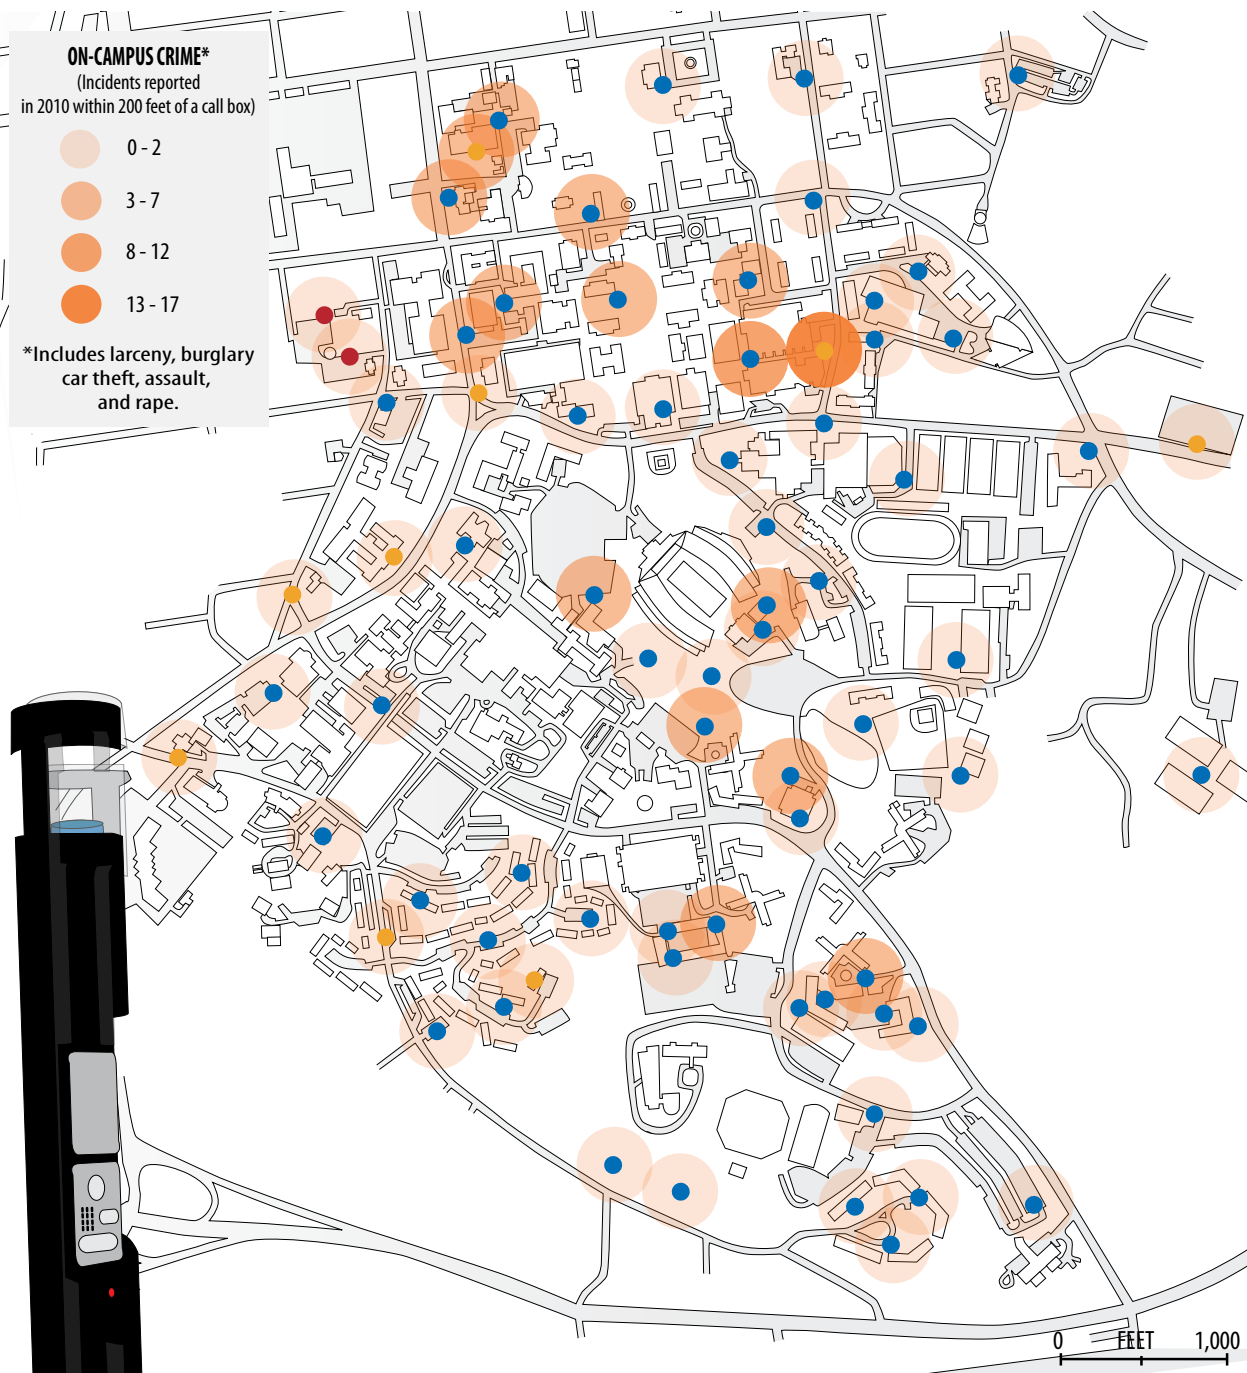 ON-CAMPUS CRIME*
(Incidents reported
in 2010 within 200 feet of a call box)
0 - 2
3 - 7
8 - 12
13 - 17
*Includes larceny, burglary
car theft, assault,
and rape.
0 FEET 1,000